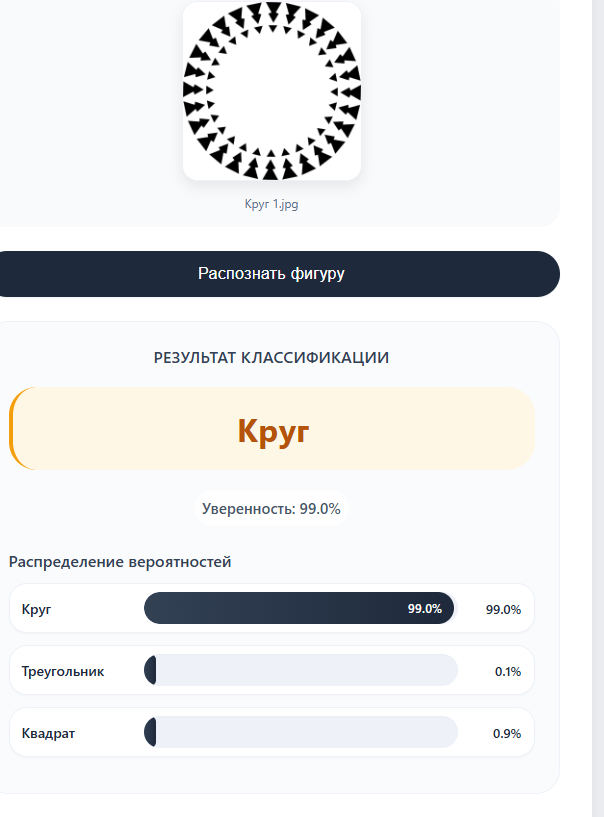 Круг 1.jpg
Распознать фигуру
РЕЗУЛЬТАТ КЛАССИФИКАЦИИ
Круг
Уверенность: 99.0%
Распределение вероятностей
Круг 99.0% 99.0%
Треугольник 0.1%
Квадрат 0.9%